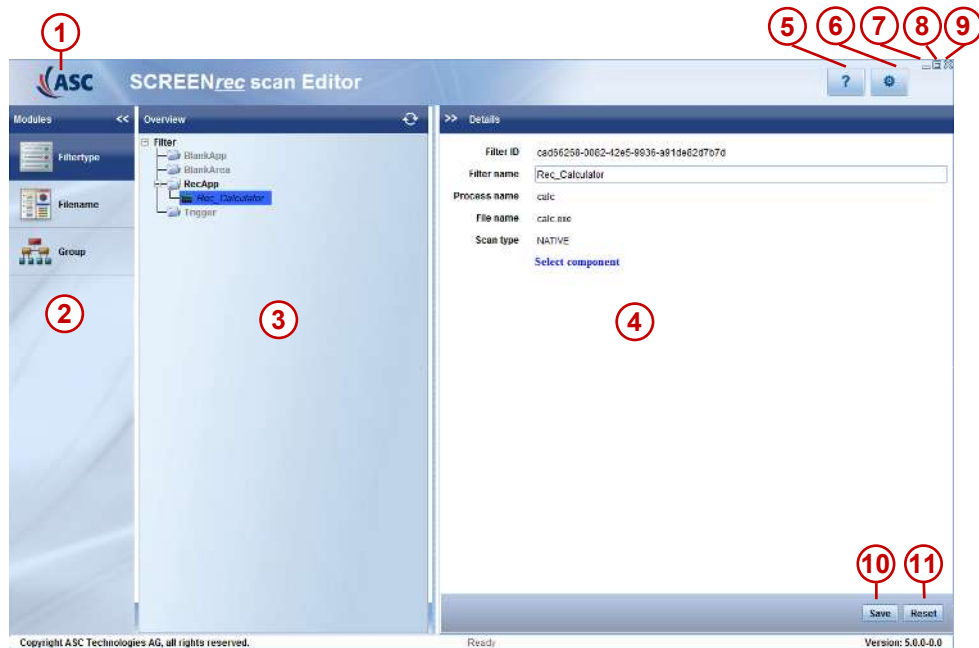 1
5 6 7 8 9
ASC SCREENrec scan Editor
?
Modules <<
Overview
>> Details
Filtertype
Filename
Group
Filter
BlankApp
BlankArea
RecApp
Rec_Calculator
Trigger
Filter ID cad56258-0082-42e5-9936-a91de82d7b7d
Filter name Rec_Calculator
Process name calc
File name calc.exe
Scan type NATIVE
Select component
2
3
4
10 11
Save Reset
Copyright ASC Technologies AG, all rights reserved. Ready Version: 5.0.0-0.0